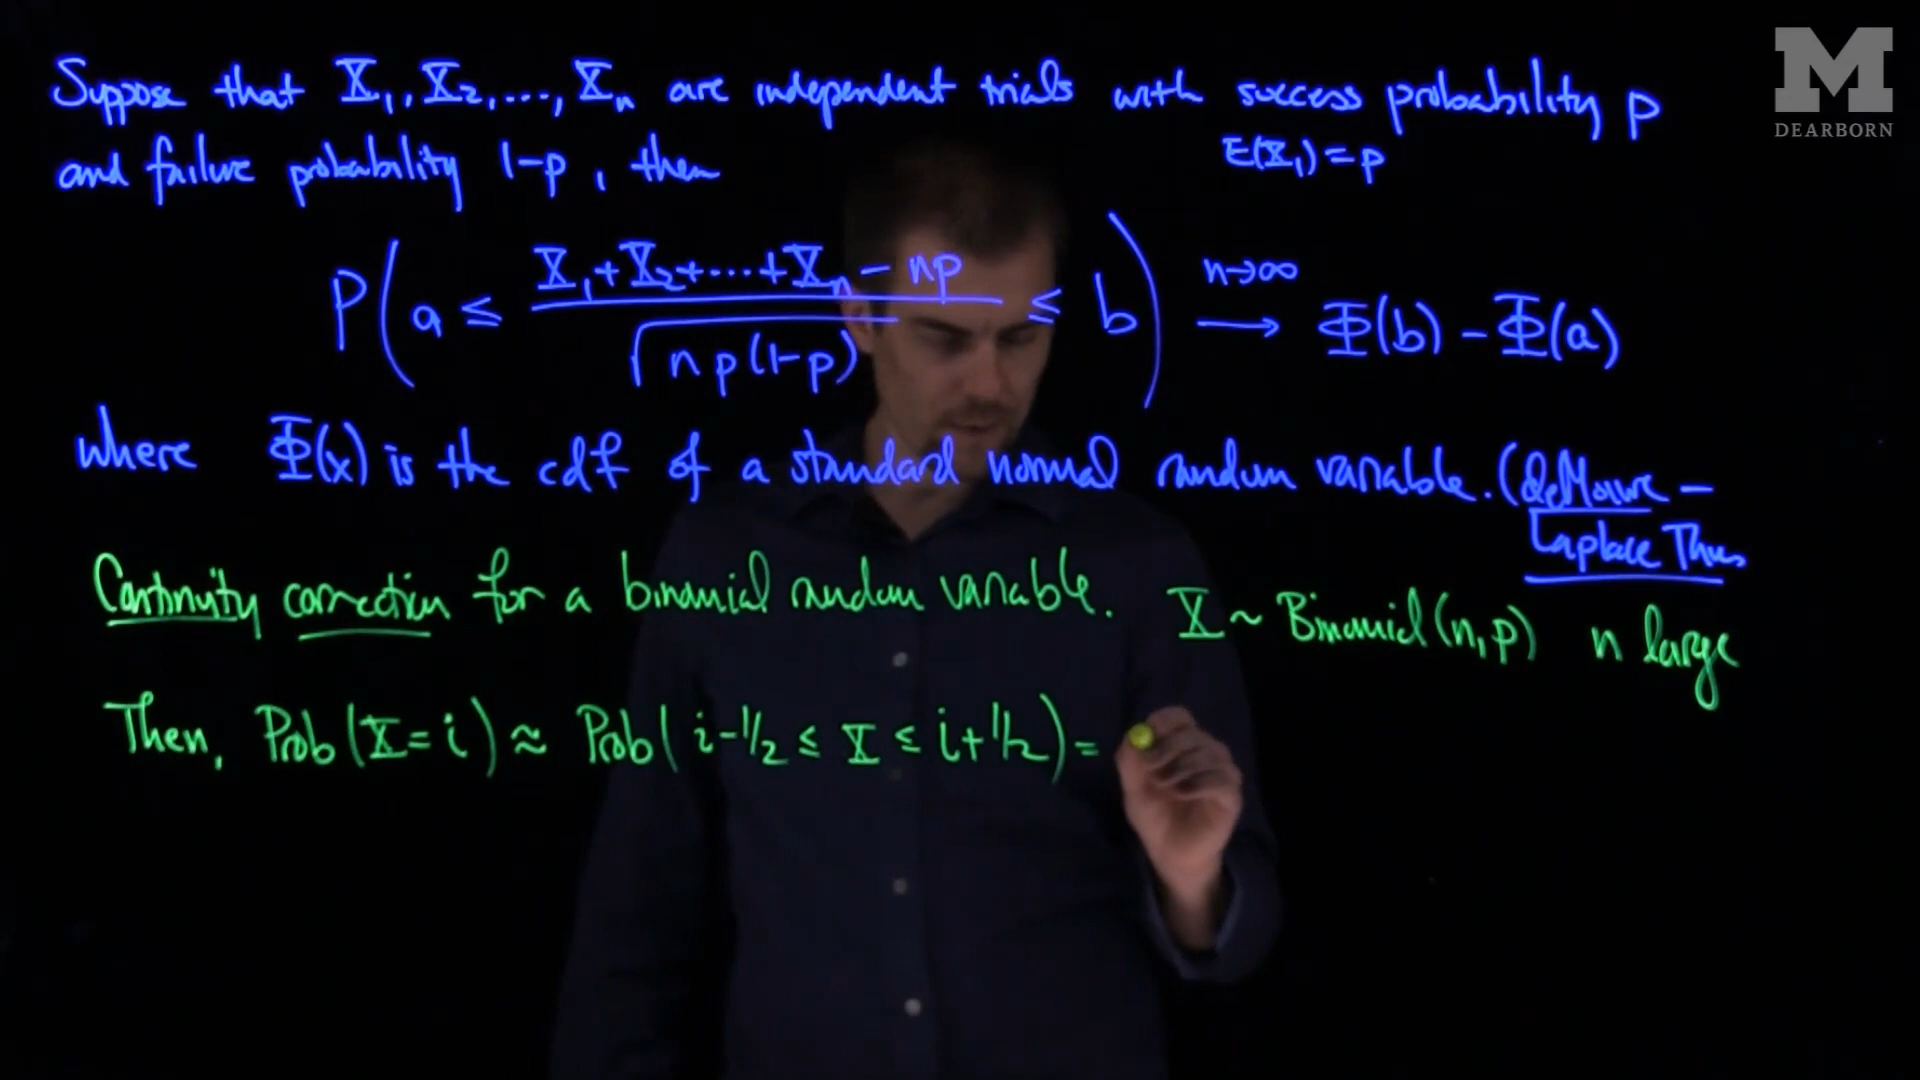 M
DEARBORN
Suppose that X₁, X₂, ..., Xₙ are independent trials with success probability p
and failure probability 1-p, then
E(X₁) = p
P(a ≤ (X₁+X₂+⋯+Xₙ - np) / √(np(1-p)) ≤ b) →(n→∞) Φ(b) - Φ(a)
where Φ(x) is the cdf of a standard normal random variable. (DeMoivre -
Laplace Thm
Continuity correction for a binomial random variable. X ~ Binomial(n,p) n large
Then, Prob(X = i) ≈ Prob(i-1/2 ≤ X ≤ i+1/2) =